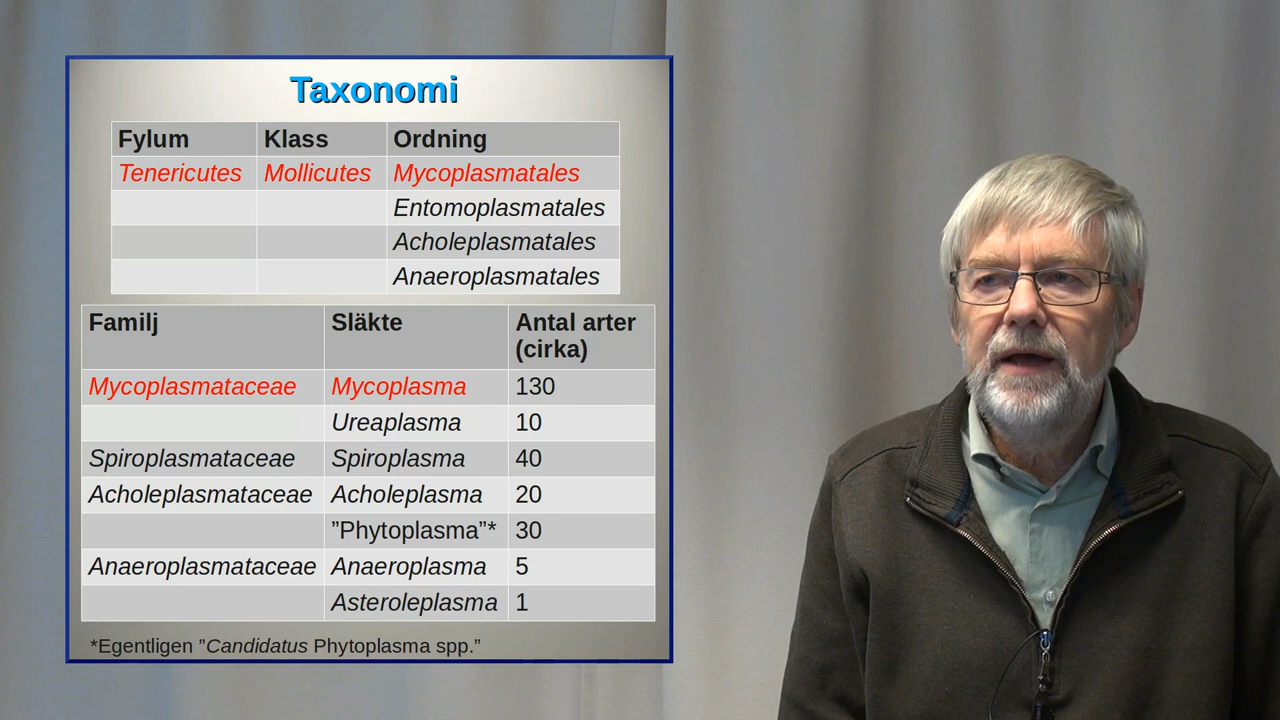 Taxonomi
Fylum Klass Ordning
Tenericutes Mollicutes Mycoplasmatales
Entomoplasmatales
Acholeplasmatales
Anaeroplasmatales
Familj Släkte Antal arter
(cirka)
Mycoplasmataceae Mycoplasma 130
Ureaplasma 10
Spiroplasmataceae Spiroplasma 40
Acholeplasmataceae Acholeplasma 20
”Phytoplasma”* 30
Anaeroplasmataceae Anaeroplasma 5
Asteroleplasma 1
*Egentligen ”Candidatus Phytoplasma spp.”